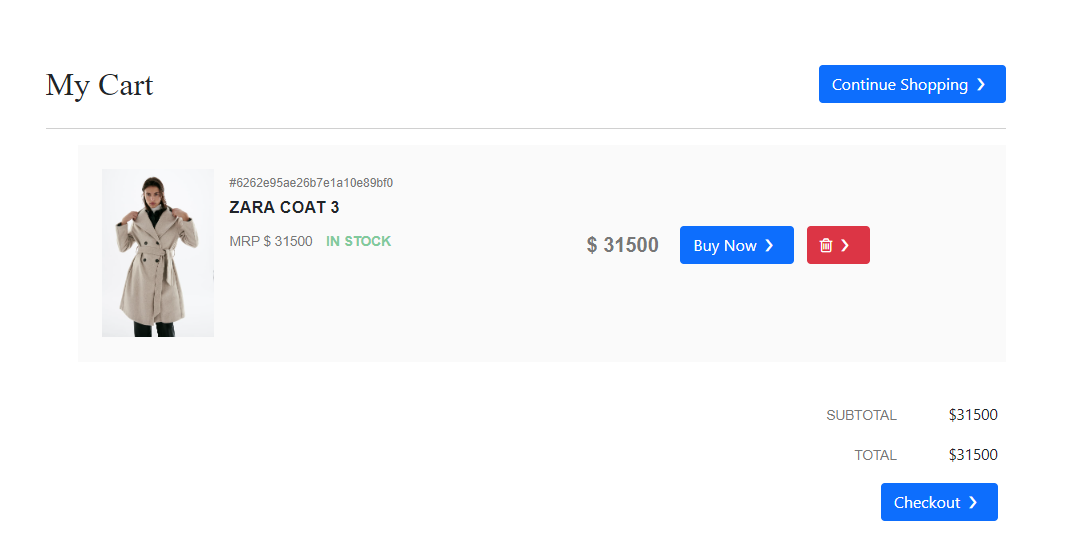 My Cart
Continue Shopping ❯
#6262e95ae26b7e1a10e89bf0
ZARA COAT 3
MRP $ 31500 IN STOCK
$ 31500
Buy Now ❯
❯
SUBTOTAL $31500
TOTAL $31500
Checkout ❯